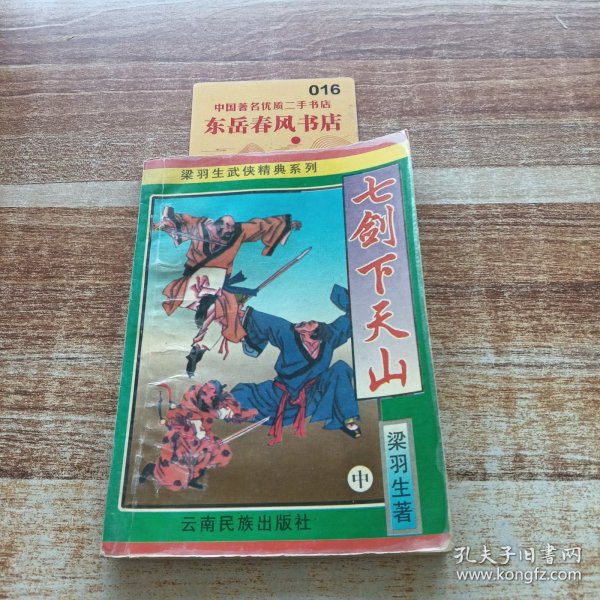 016
中国著名优质二手书店
东岳春风书店
梁羽生武侠精典系列
七剑下天山
梁羽生著
中
云南民族出版社
孔夫子旧书网
www.kongfz.com